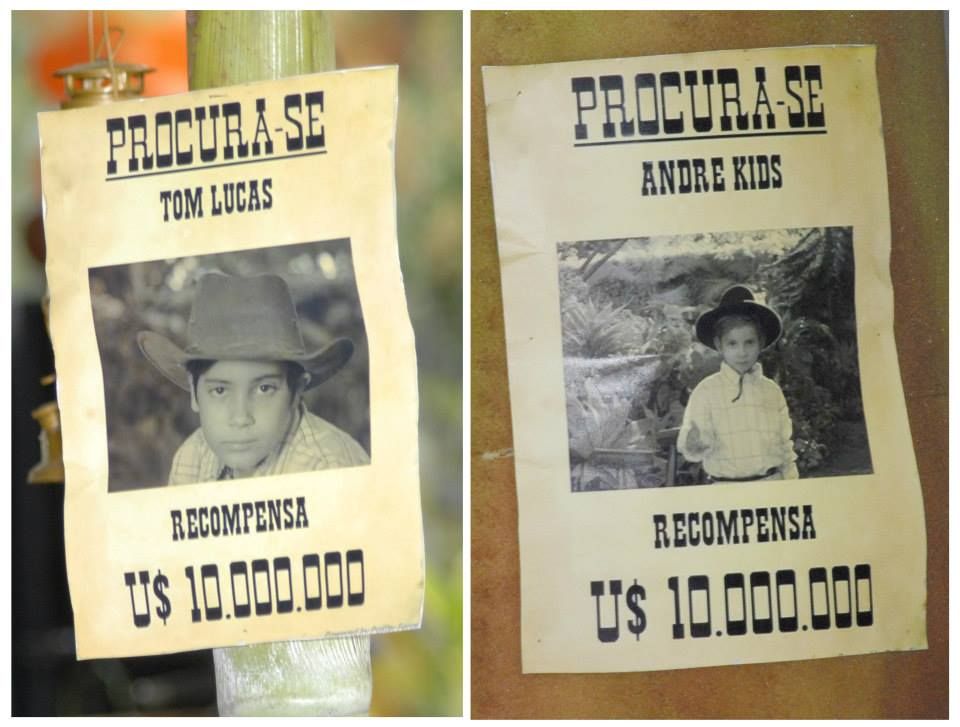 PROCURA-SE
TOM LUCAS
RECOMPENSA
U$ 10.000.000
PROCURA-SE
ANDRE KIDS
RECOMPENSA
U$ 10.000.000